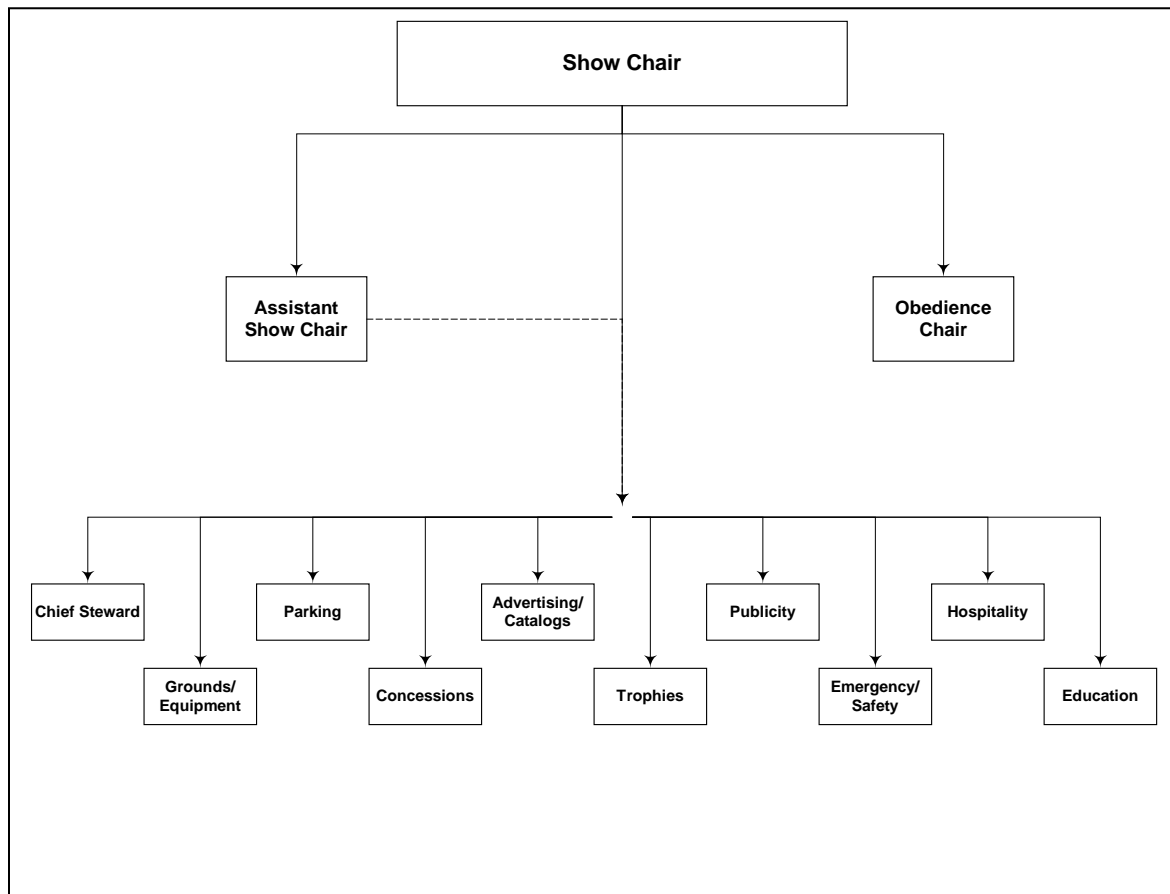 Show Chair
Assistant
Show Chair
Obedience
Chair
Chief Steward
Parking
Advertising/
Catalogs
Publicity
Hospitality
Grounds/
Equipment
Concessions
Trophies
Emergency/
Safety
Education